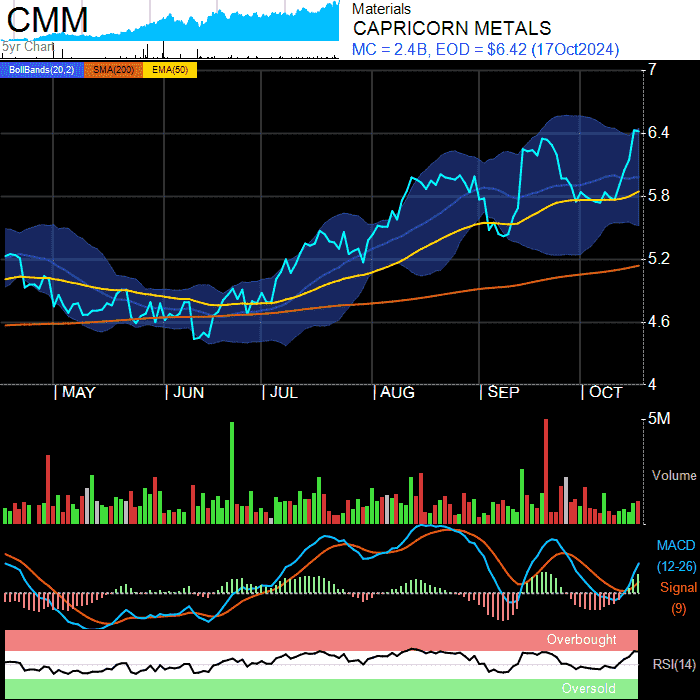 CMM
5yr Chart
Materials
CAPRICORN METALS
MC = 2.4B, EOD = $6.42 (17Oct2024)
BollBands(20,2) SMA(200) EMA(50)
7
6.4
5.8
5.2
4.6
4
MAY JUN JUL AUG SEP OCT
5M
Volume
MACD
(12-26)
Signal
(9)
Overbought
RSI(14)
Oversold